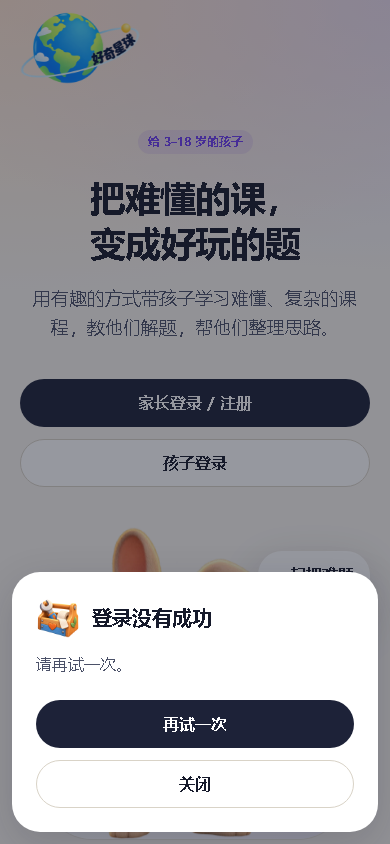 好奇星球
给 3–18 岁的孩子
把难懂的课，
变成好玩的题
用有趣的方式带孩子学习难懂、复杂的课
程，教他们解题，帮他们整理思路。
家长登录 / 注册
孩子登录
登录没有成功
请再试一次。
再试一次
关闭